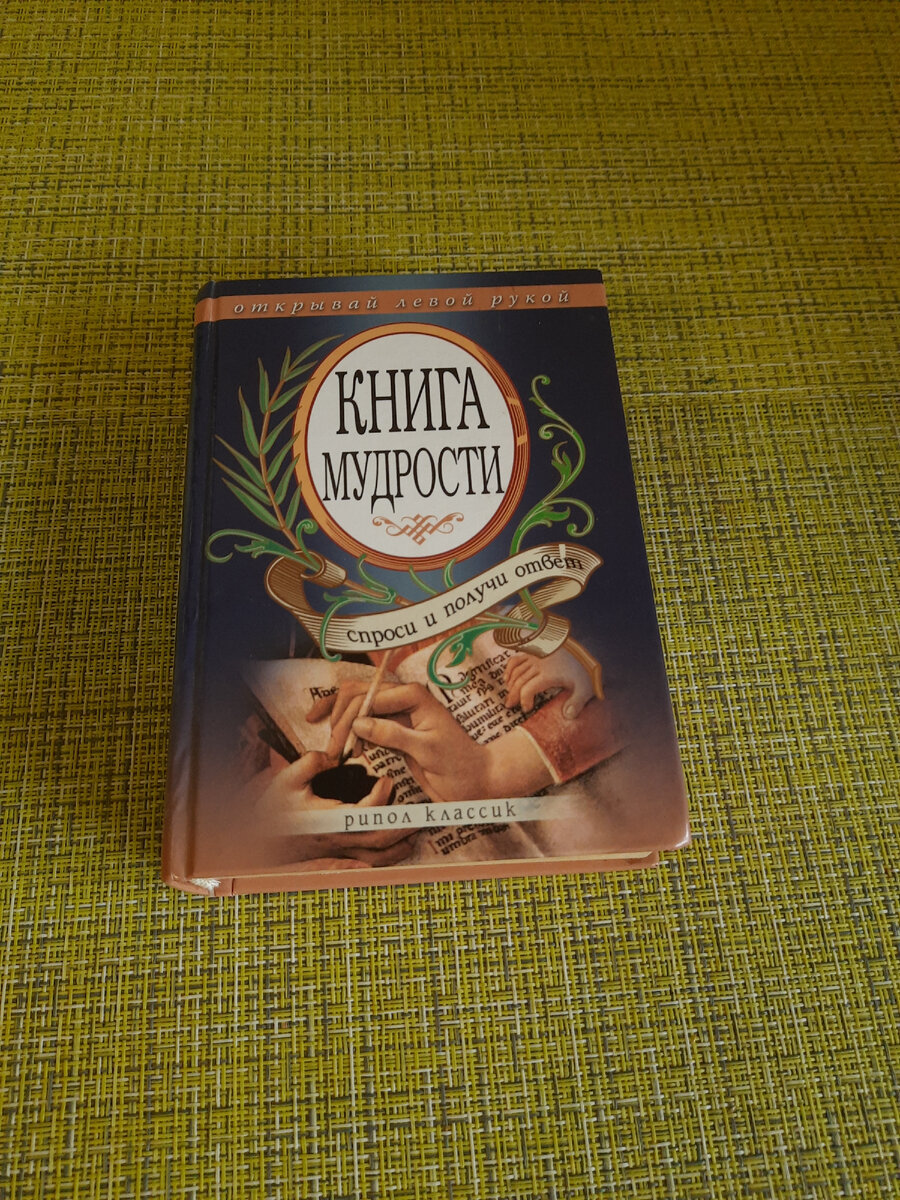 открывай левой рукой
КНИГА
МУДРОСТИ
спроси и получи ответ
рипол классик